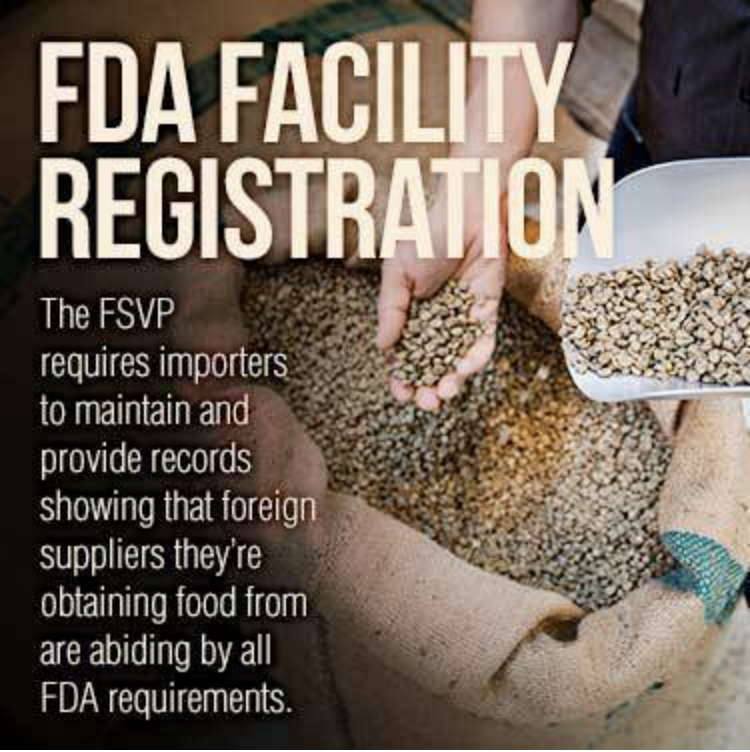 FDA FACILITY
REGISTRATION
The FSVP
requires importers
to maintain and
provide records
showing that foreign
suppliers they're
obtaining food from
are abiding by all
FDA requirements.